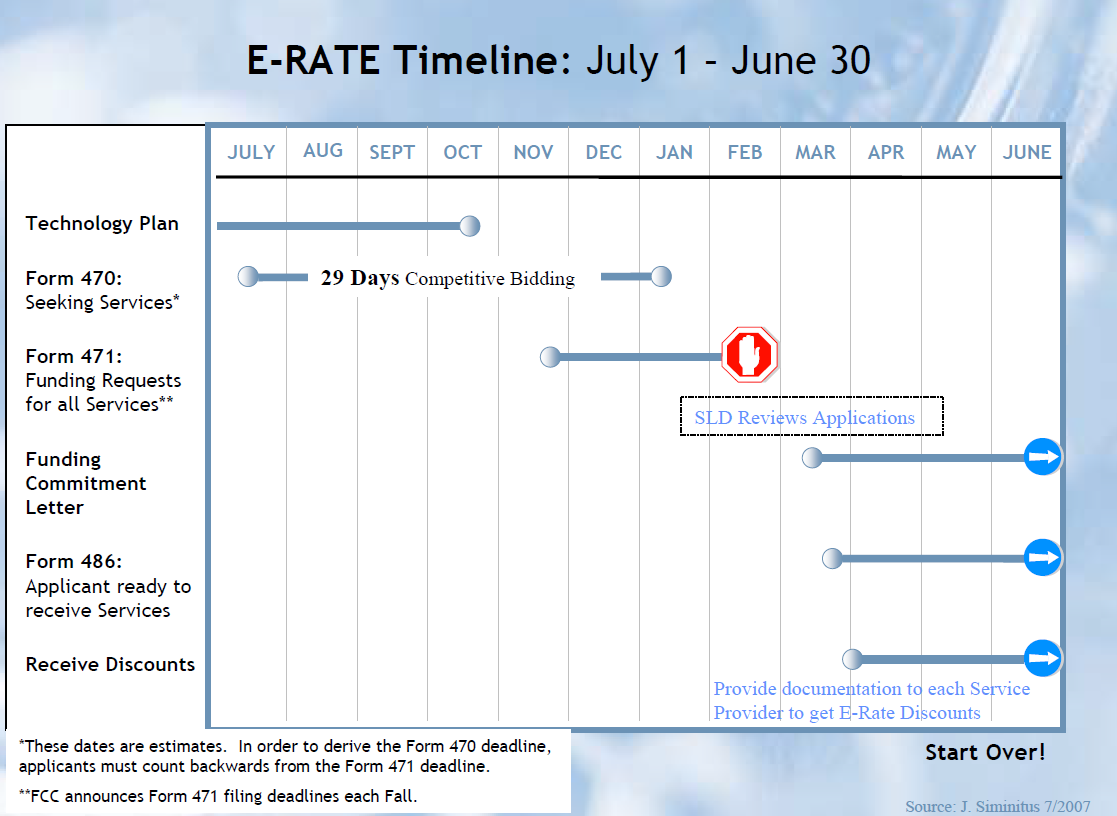 E-RATE Timeline: July 1 – June 30
JULY AUG SEPT OCT NOV DEC JAN FEB MAR APR MAY JUNE
Technology Plan
Form 470:
Seeking Services*
29 Days Competitive Bidding
Form 471:
Funding Requests
for all Services**
SLD Reviews Applications
Funding
Commitment
Letter
Form 486:
Applicant ready to
receive Services
Receive Discounts
Provide documentation to each Service
Provider to get E-Rate Discounts
*These dates are estimates.  In order to derive the Form 470 deadline,
applicants must count backwards from the Form 471 deadline.
**FCC announces Form 471 filing deadlines each Fall.
Start Over!
Source: J. Siminitus 7/2007